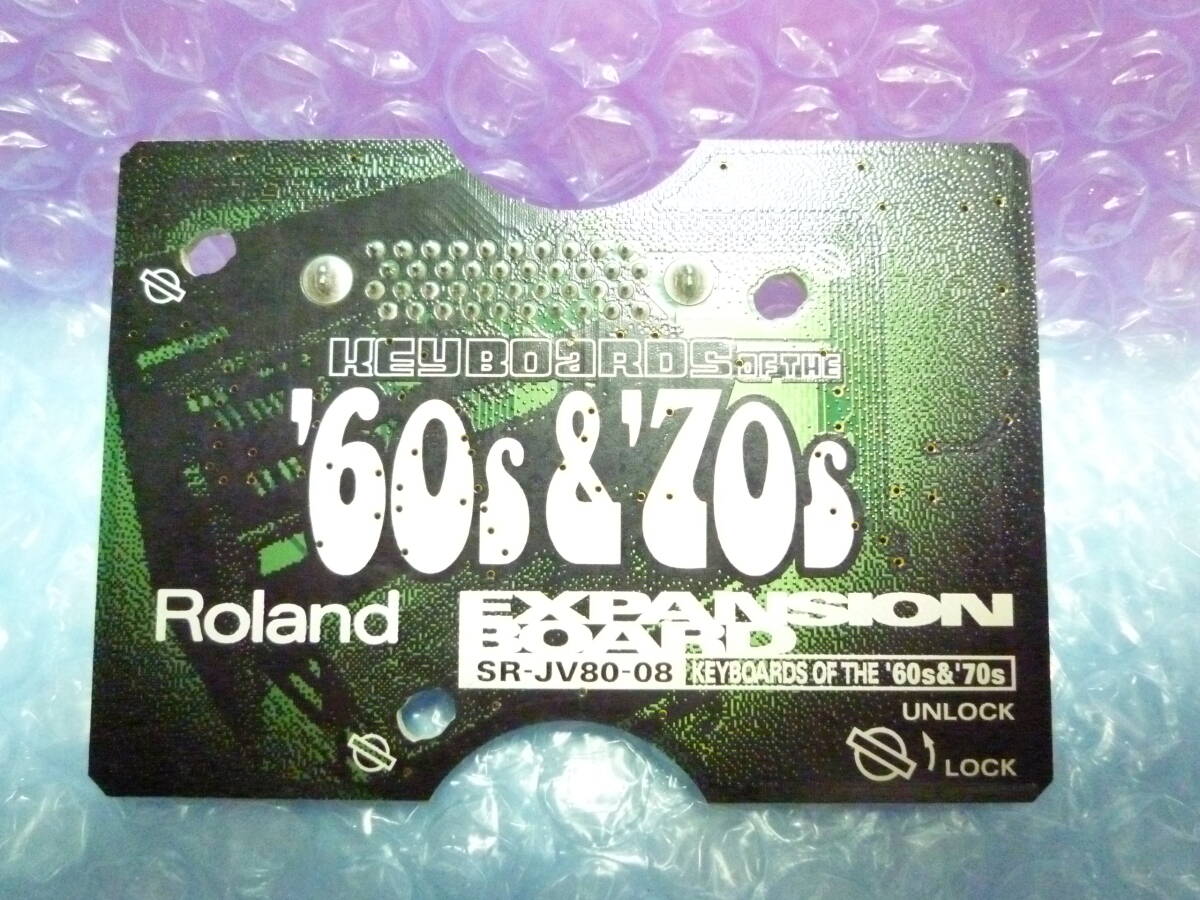 KEYBOARDS OF THE
'60s & '70s
Roland
EXPANSION
BOARD
SR-JV80-08 KEYBOARDS OF THE '60s&'70s
UNLOCK
LOCK